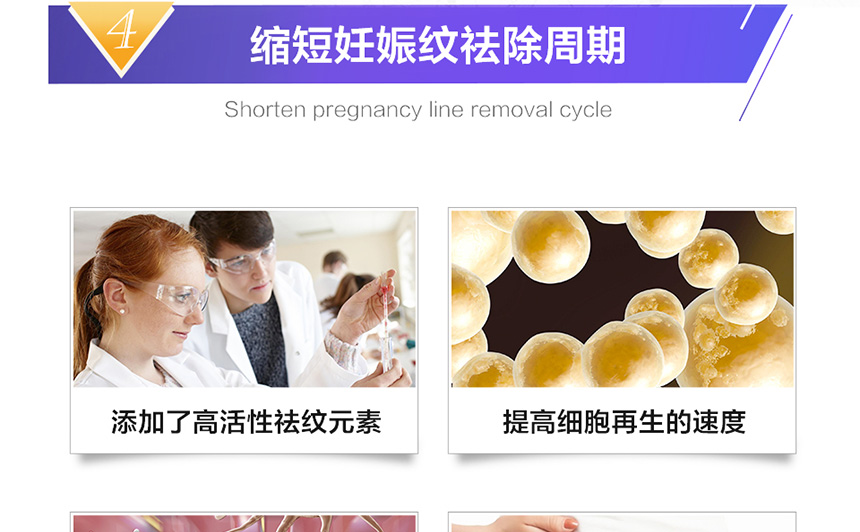 4
缩短妊娠纹祛除周期
Shorten pregnancy line removal cycle
添加了高活性祛纹元素
提高细胞再生的速度